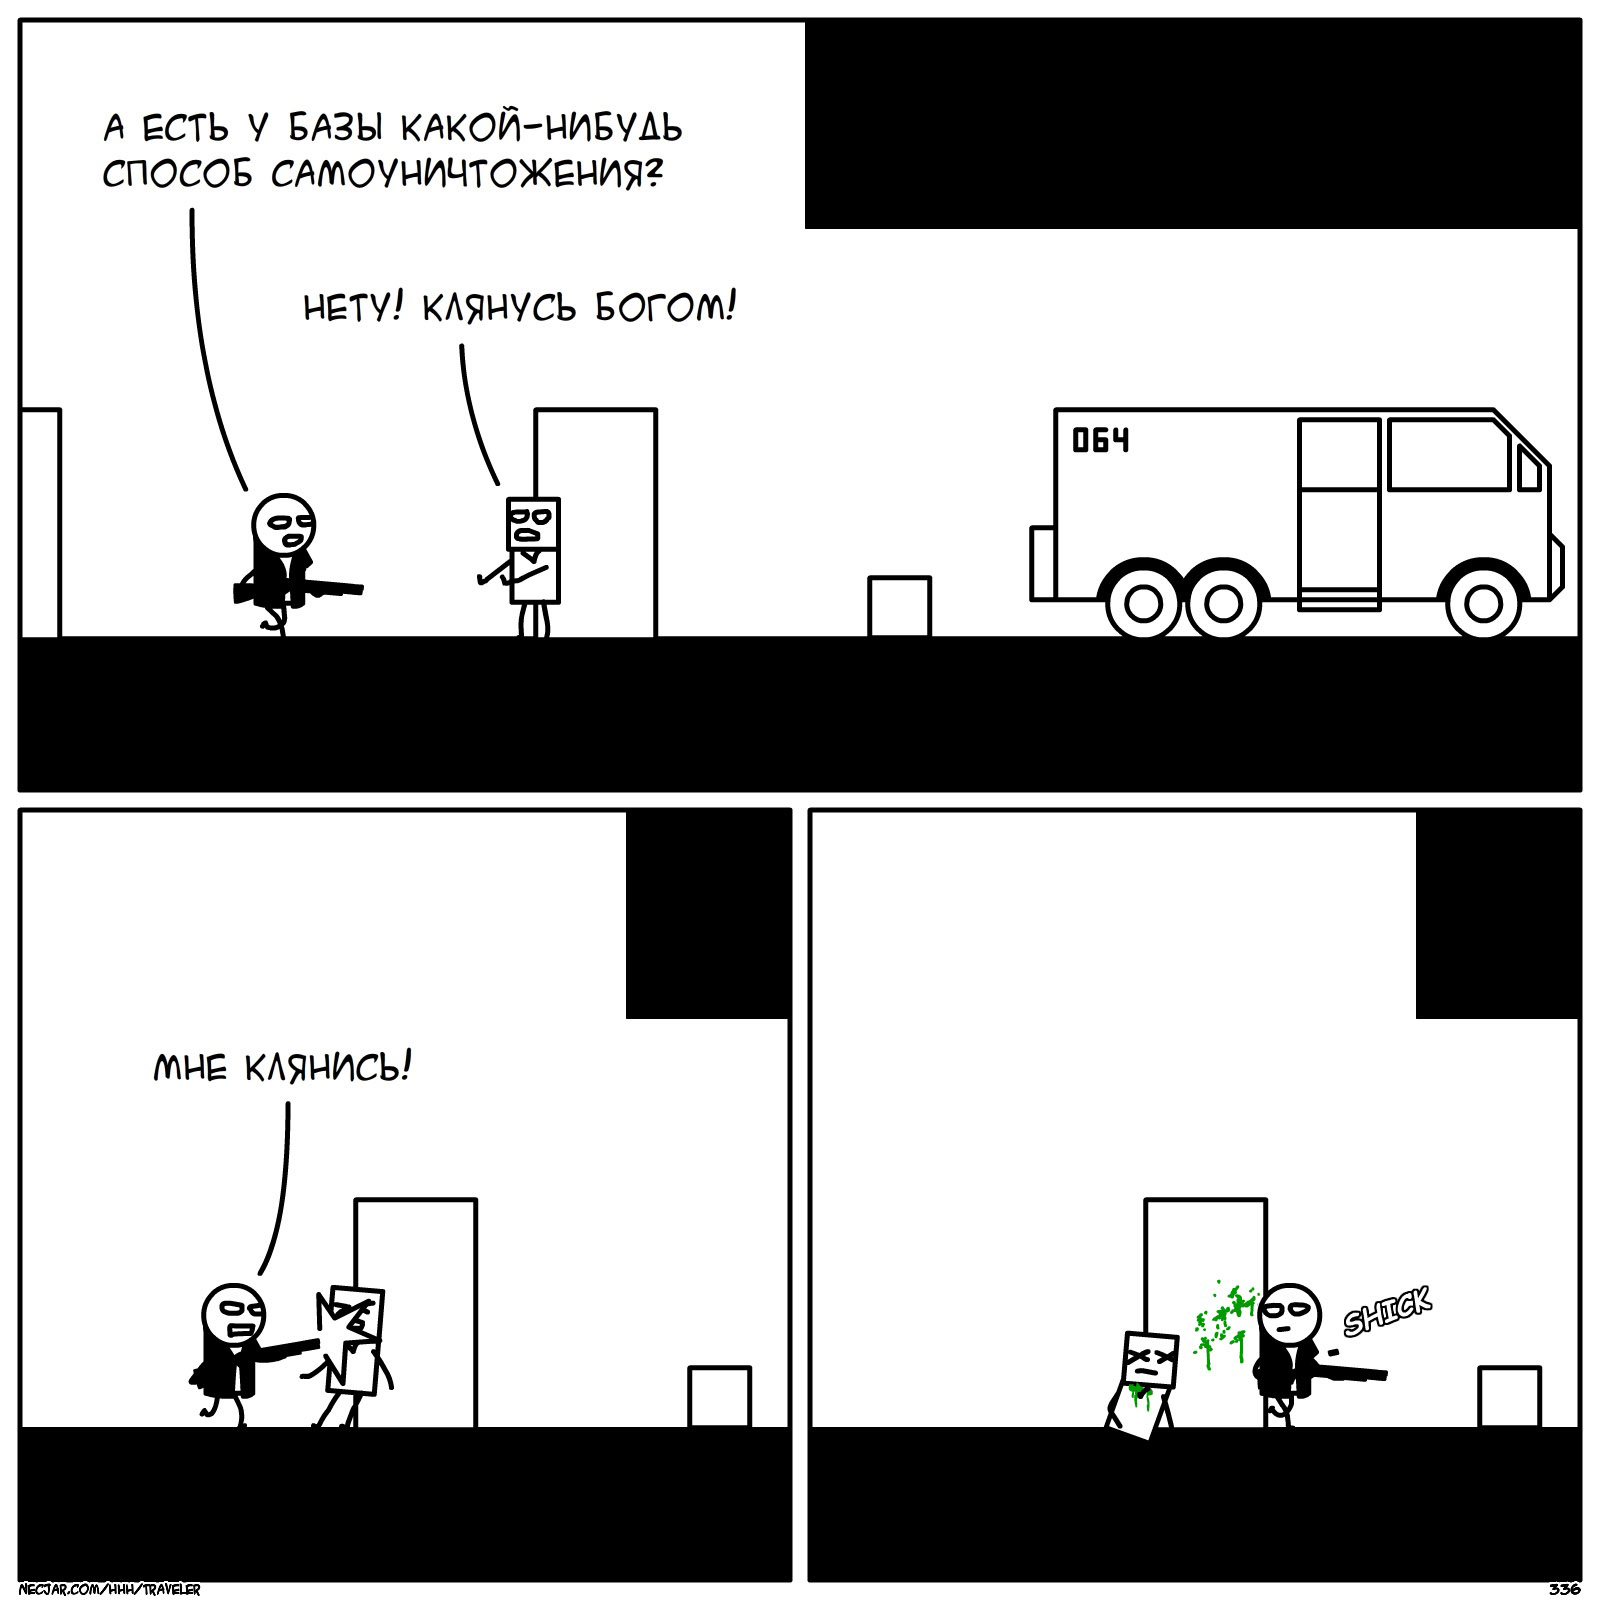 А ЕСТЬ У БАЗЫ КАКОЙ-НИБУДЬ
СПОСОБ САМОУНИЧТОЖЕНИЯ?
НЕТУ! КЛЯНУСЬ БОГОМ!
064
МНЕ КЛЯНИСЬ!
SHICK
NECJAR.COM/HHH/TRAVELER
336